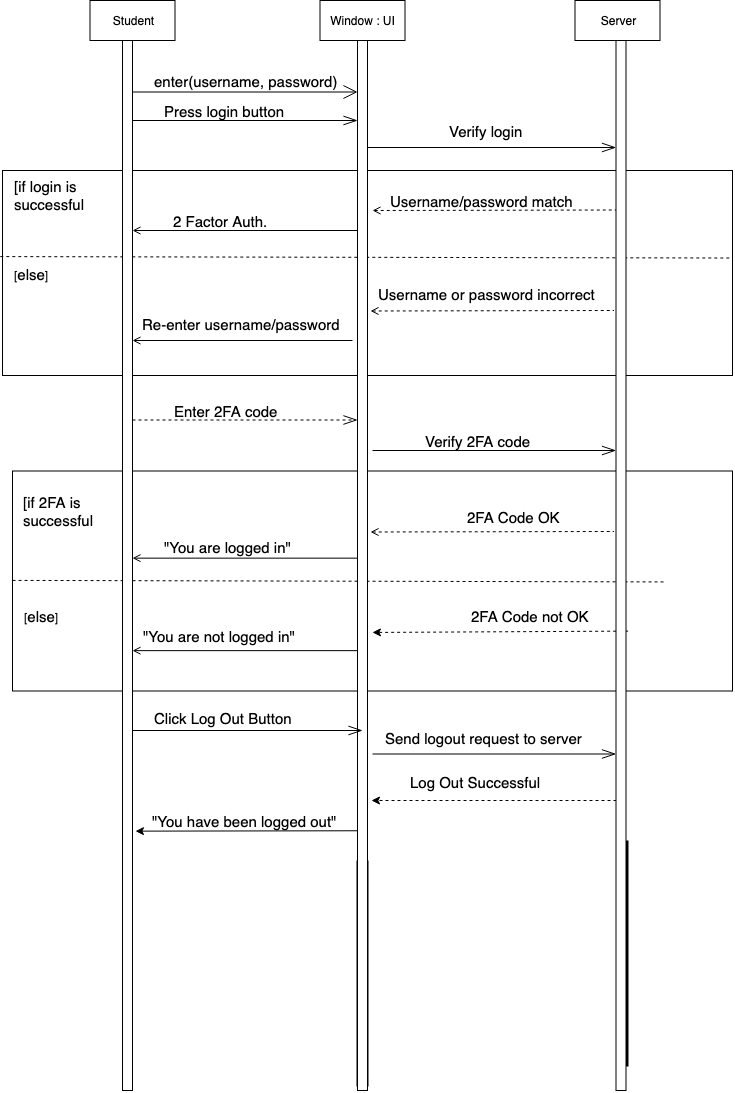 Student
Window : UI
Server
enter(username, password)
Press login button
Verify login
[if login is
successful
Username/password match
2 Factor Auth.
[else]
Username or password incorrect
Re-enter username/password
Enter 2FA code
Verify 2FA code
[if 2FA is
successful
2FA Code OK
"You are logged in"
[else]
2FA Code not OK
"You are not logged in"
Click Log Out Button
Send logout request to server
Log Out Successful
"You have been logged out"